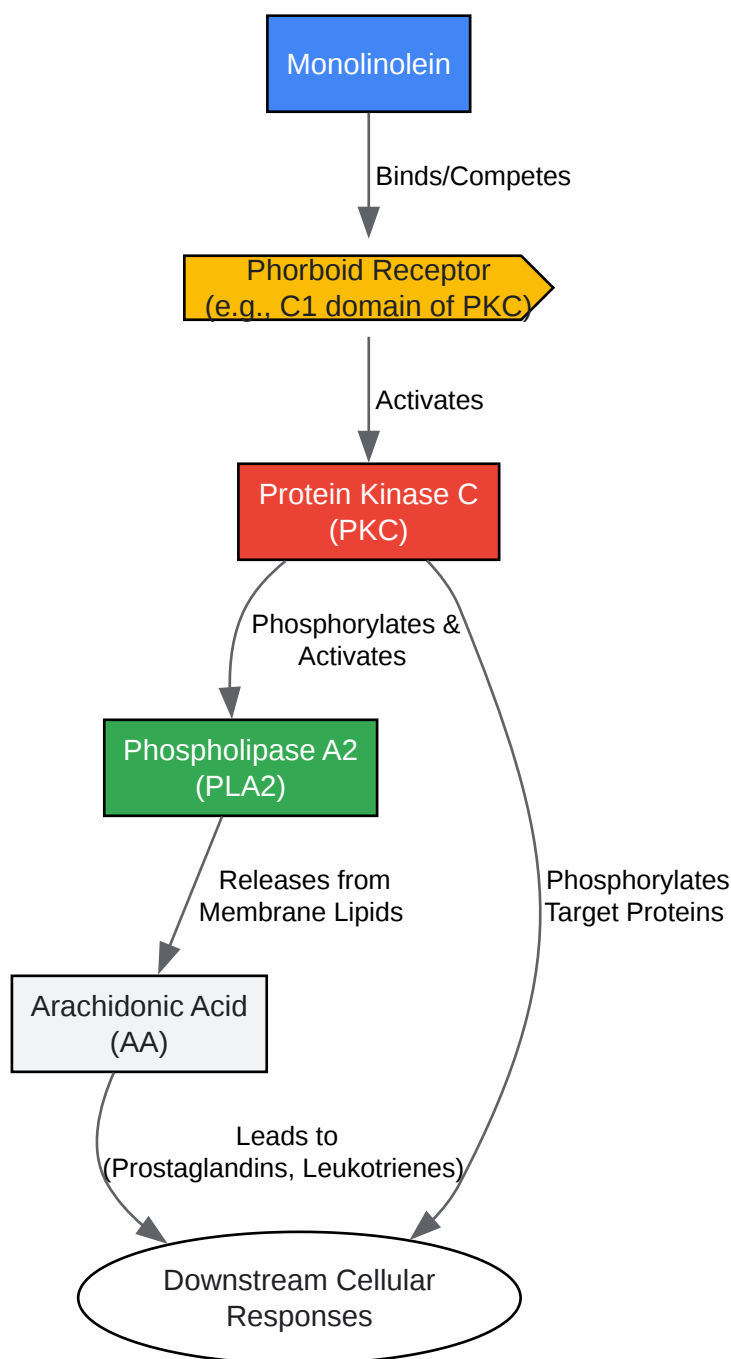 Monolinolein
Binds/Competes
Phorboid Receptor
(e.g., C1 domain of PKC)
Activates
Protein Kinase C
(PKC)
Phosphorylates &
Activates
Phospholipase A2
(PLA2)
Releases from
Membrane Lipids
Phosphorylates
Target Proteins
Arachidonic Acid
(AA)
Leads to
(Prostaglandins, Leukotrienes)
Downstream Cellular
Responses